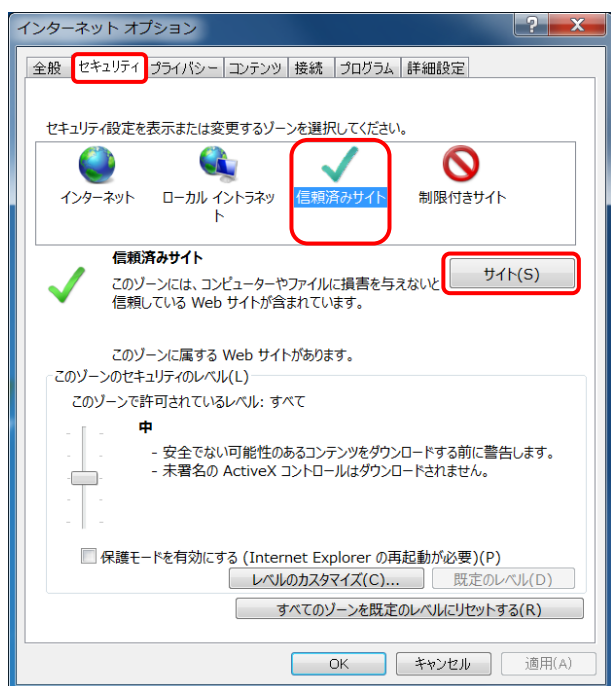 インターネット オプション
?
X
全般 セキュリティ プライバシー コンテンツ 接続 プログラム 詳細設定
セキュリティ設定を表示または変更するゾーンを選択してください。
インターネット
ローカル イントラネッ
ト
信頼済みサイト
制限付きサイト
信頼済みサイト
サイト(S)
このゾーンには、コンピューターやファイルに損害を与えないと
信頼している Web サイトが含まれています。
このゾーンに属する Web サイトがあります。
このゾーンのセキュリティのレベル(L)
このゾーンで許可されているレベル: すべて
中
- 安全でない可能性のあるコンテンツをダウンロードする前に警告します。
- 未署名の ActiveX コントロールはダウンロードされません。
保護モードを有効にする (Internet Explorer の再起動が必要)(P)
レベルのカスタマイズ(C)... 既定のレベル(D)
すべてのゾーンを既定のレベルにリセットする(R)
OK キャンセル 適用(A)